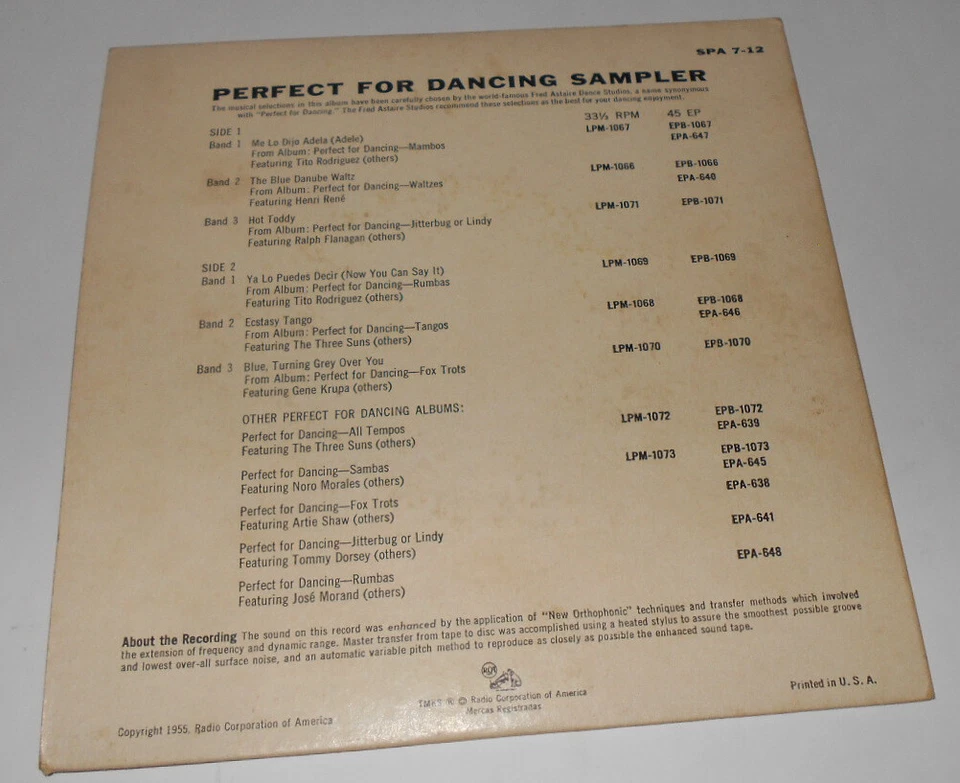 SPA 7-12
PERFECT FOR DANCING SAMPLER
The musical selections in this album have been carefully chosen by the world-famous Fred Astaire Dance Studios, a name synonymous
with "Perfect for Dancing." The Fred Astaire Studios recommend these selections as the best for your dancing enjoyment.
33⅓ RPM 45 EP
SIDE 1
Band 1 Me Lo Dijo Adela (Adele) LPM-1067 EPB-1067
From Album: Perfect for Dancing—Mambos EPA-647
Featuring Tito Rodriguez (others)
Band 2 The Blue Danube Waltz LPM-1066 EPB-1066
From Album: Perfect for Dancing—Waltzes EPA-640
Featuring Henri René
Band 3 Hot Toddy LPM-1071 EPB-1071
From Album: Perfect for Dancing—Jitterbug or Lindy
Featuring Ralph Flanagan (others)
SIDE 2
Band 1 Ya Lo Puedes Decir (Now You Can Say It) LPM-1069 EPB-1069
From Album: Perfect for Dancing—Rumbas
Featuring Tito Rodriguez (others)
Band 2 Ecstasy Tango LPM-1068 EPB-1068
From Album: Perfect for Dancing—Tangos EPA-646
Featuring The Three Suns (others)
Band 3 Blue, Turning Grey Over You LPM-1070 EPB-1070
From Album: Perfect for Dancing—Fox Trots
Featuring Gene Krupa (others)
OTHER PERFECT FOR DANCING ALBUMS:
Perfect for Dancing—All Tempos LPM-1072 EPB-1072
Featuring The Three Suns (others) EPA-639
Perfect for Dancing—Sambas LPM-1073 EPB-1073
Featuring Noro Morales (others) EPA-645
Perfect for Dancing—Fox Trots EPA-638
Featuring Artie Shaw (others)
Perfect for Dancing—Jitterbug or Lindy EPA-641
Featuring Tommy Dorsey (others)
Perfect for Dancing—Rumbas EPA-648
Featuring José Morand (others)
About the Recording The sound on this record was enhanced by the application of "New Orthophonic" techniques and transfer methods which involved
the extension of frequency and dynamic range. Master transfer from tape to disc was accomplished using a heated stylus to assure the smoothest possible groove
and lowest over-all surface noise, and an automatic variable pitch method to reproduce as closely as possible the enhanced sound tape.
RCA
TMKS ® © Radio Corporation of America
Marcas Registradas
Copyright 1955, Radio Corporation of America
Printed in U. S. A.